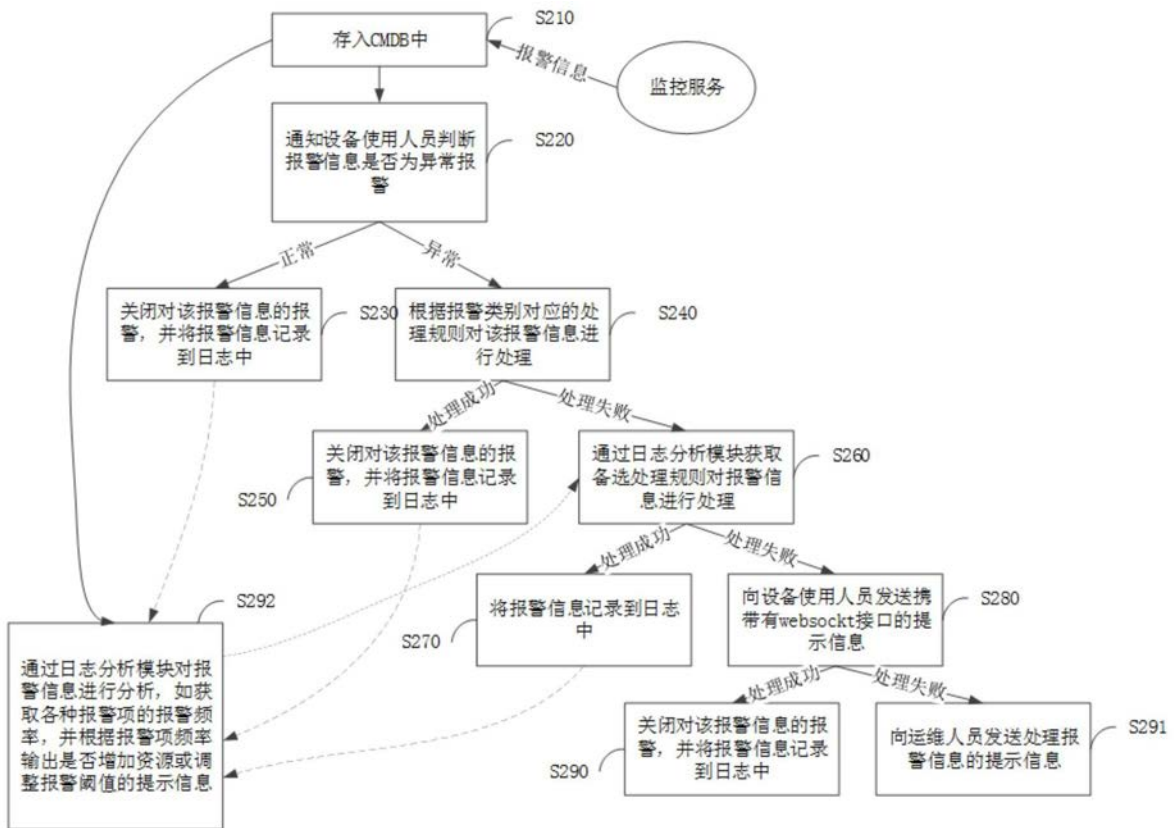 S210
存入CMDB中
报警信息
监控服务
通知设备使用人员判断
报警信息是否为异常报
警
S220
正常
异常
关闭对该报警信息的报
警，并将报警信息记录
到日志中
S230
根据报警类别对应的处
理规则对该报警信息进
行处理
S240
处理成功
处理失败
关闭对该报警信息的报
警，并将报警信息记录
到日志中
S250
通过日志分析模块获取
备选处理规则对报警信
息进行处理
S260
处理成功
处理失败
将报警信息记录到日志
中
S270
向设备使用人员发送携
带有websockt接口的提
示信息
S280
S292
通过日志分析模块对报
警信息进行分析，如获
取各种报警项的报警频
率，并根据报警项频率
输出是否增加资源或调
整报警阈值的提示信息
处理成功
处理失败
关闭对该报警信息的报
警，并将报警信息记录
到日志中
S290
向运维人员发送处理报
警信息的提示信息
S291